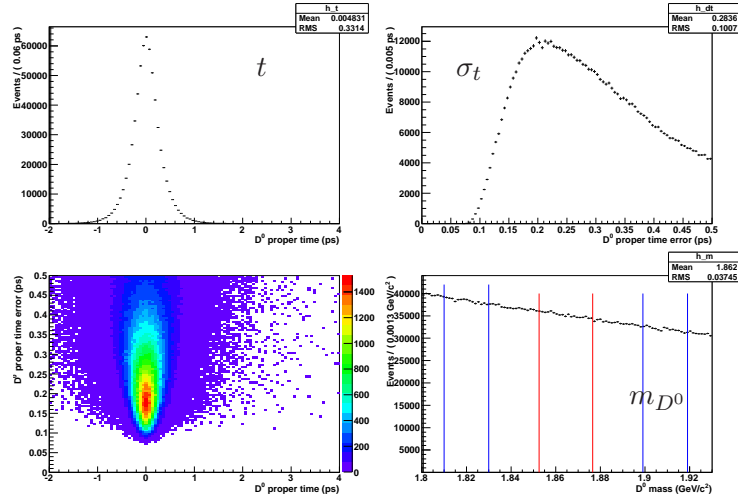 h_t
Mean 0.004831
RMS 0.3314
Events / ( 0.06 ps )
60000
50000
40000
30000
20000
10000
0
t
-2 -1 0 1 2 3 4
D⁰ proper time (ps)
h_dt
Mean 0.2836
RMS 0.1007
Events / ( 0.005 ps )
12000
10000
8000
6000
4000
2000
0
σ_t
0 0.05 0.1 0.15 0.2 0.25 0.3 0.35 0.4 0.45 0.5
D⁰ proper time error (ps)
D⁰ proper time error (ps)
0.5
0.45
0.4
0.35
0.3
0.25
0.2
0.15
0.1
0.05
0
-2 -1 0 1 2 3 4
D⁰ proper time (ps)
1400
1200
1000
800
600
400
200
0
h_m
Mean 1.862
RMS 0.03745
Events / ( 0.0013 GeV/c² )
40000
35000
30000
25000
20000
15000
10000
5000
0
m_D⁰
1.8 1.82 1.84 1.86 1.88 1.9 1.92
D⁰ mass (GeV/c²)